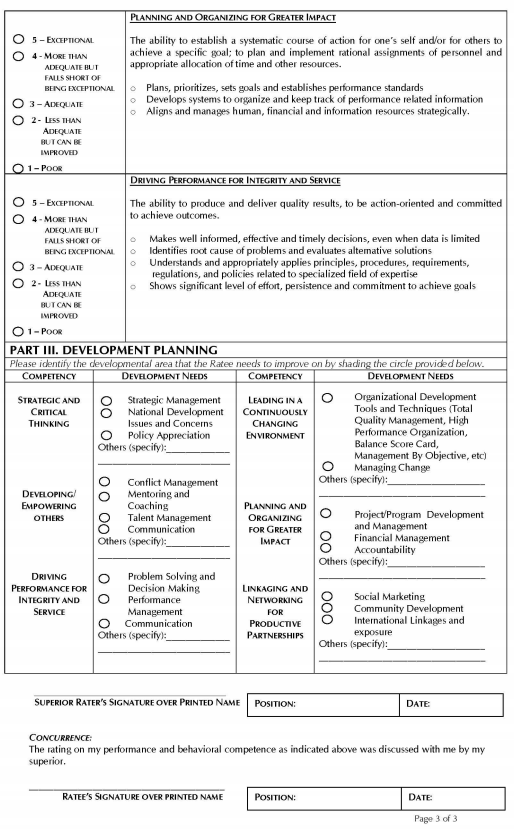 PLANNING AND ORGANIZING FOR GREATER IMPACT
5 – EXCEPTIONAL
4 - MORE THAN
ADEQUATE BUT
FALLS SHORT OF
BEING EXCEPTIONAL
3 – ADEQUATE
2 - LESS THAN
ADEQUATE
BUT CAN BE
IMPROVED
1 – POOR
The ability to establish a systematic course of action for one's self and/or for others to
achieve a specific goal; to plan and implement rational assignments of personnel and
appropriate allocation of time and other resources.
o Plans, prioritizes, sets goals and establishes performance standards
o Develops systems to organize and keep track of performance related information
o Aligns and manages human, financial and information resources strategically.
DRIVING PERFORMANCE FOR INTEGRITY AND SERVICE
5 – EXCEPTIONAL
4 - MORE THAN
ADEQUATE BUT
FALLS SHORT OF
BEING EXCEPTIONAL
3 – ADEQUATE
2 - LESS THAN
ADEQUATE
BUT CAN BE
IMPROVED
1 – POOR
The ability to produce and deliver quality results, to be action-oriented and committed
to achieve outcomes.
o Makes well informed, effective and timely decisions, even when data is limited
o Identifies root cause of problems and evaluates alternative solutions
o Understands and appropriately applies principles, procedures, requirements,
regulations, and policies related to specialized field of expertise
o Shows significant level of effort, persistence and commitment to achieve goals
PART III. DEVELOPMENT PLANNING
Please identify the developmental area that the Ratee needs to improve on by shading the circle provided below.
COMPETENCY DEVELOPMENT NEEDS COMPETENCY DEVELOPMENT NEEDS
STRATEGIC AND
CRITICAL
THINKING
Strategic Management
National Development
Issues and Concerns
Policy Appreciation
Others (specify):
LEADING IN A
CONTINUOUSLY
CHANGING
ENVIRONMENT
Organizational Development
Tools and Techniques (Total
Quality Management, High
Performance Organization,
Balance Score Card,
Management By Objective, etc)
Managing Change
Others (specify):
DEVELOPING/
EMPOWERING
OTHERS
Conflict Management
Mentoring and
Coaching
Talent Management
Communication
Others (specify):
PLANNING AND
ORGANIZING
FOR GREATER
IMPACT
Project/Program Development
and Management
Financial Management
Accountability
Others (specify):
DRIVING
PERFORMANCE FOR
INTEGRITY AND
SERVICE
Problem Solving and
Decision Making
Performance
Management
Communication
Others (specify):
LINKAGING AND
NETWORKING
FOR
PRODUCTIVE
PARTNERSHIPS
Social Marketing
Community Development
International Linkages and
exposure
Others (specify):
SUPERIOR RATER'S SIGNATURE OVER PRINTED NAME POSITION: DATE:
CONCURRENCE:
The rating on my performance and behavioral competence as indicated above was discussed with me by my
superior.
RATEE'S SIGNATURE OVER PRINTED NAME POSITION: DATE:
Page 3 of 3